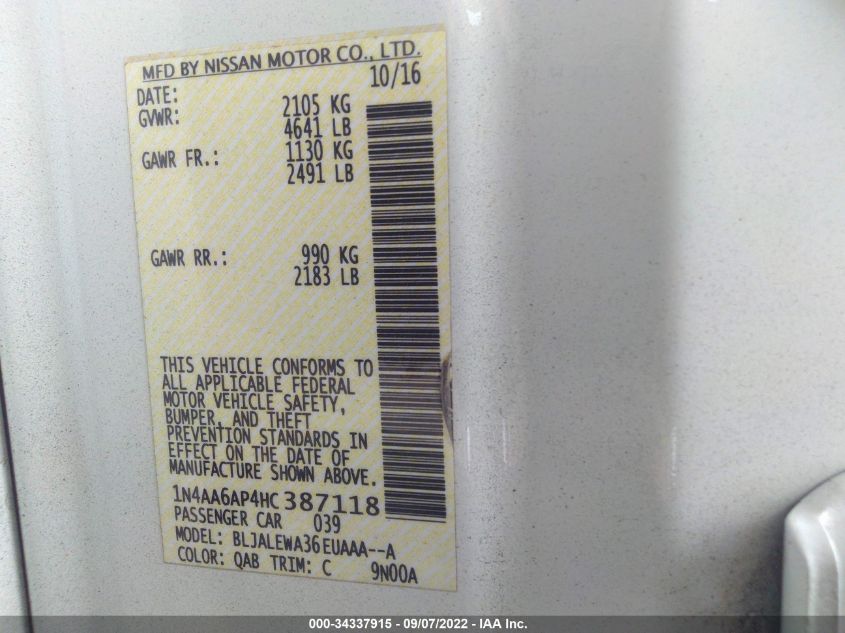 MFD BY NISSAN MOTOR CO., LTD.
DATE: 10/16
GVWR: 2105 KG
4641 LB
GAWR FR.: 1130 KG
2491 LB
GAWR RR.: 990 KG
2183 LB
THIS VEHICLE CONFORMS TO
ALL APPLICABLE FEDERAL
MOTOR VEHICLE SAFETY,
BUMPER, AND THEFT
PREVENTION STANDARDS IN
EFFECT ON THE DATE OF
MANUFACTURE SHOWN ABOVE.
1N4AA6AP4HC387118
PASSENGER CAR 039
MODEL: BLJALEWA36EUAAA--A
COLOR: QAB TRIM: C 9N00A
000-34337915 - 09/07/2022 - IAA Inc.